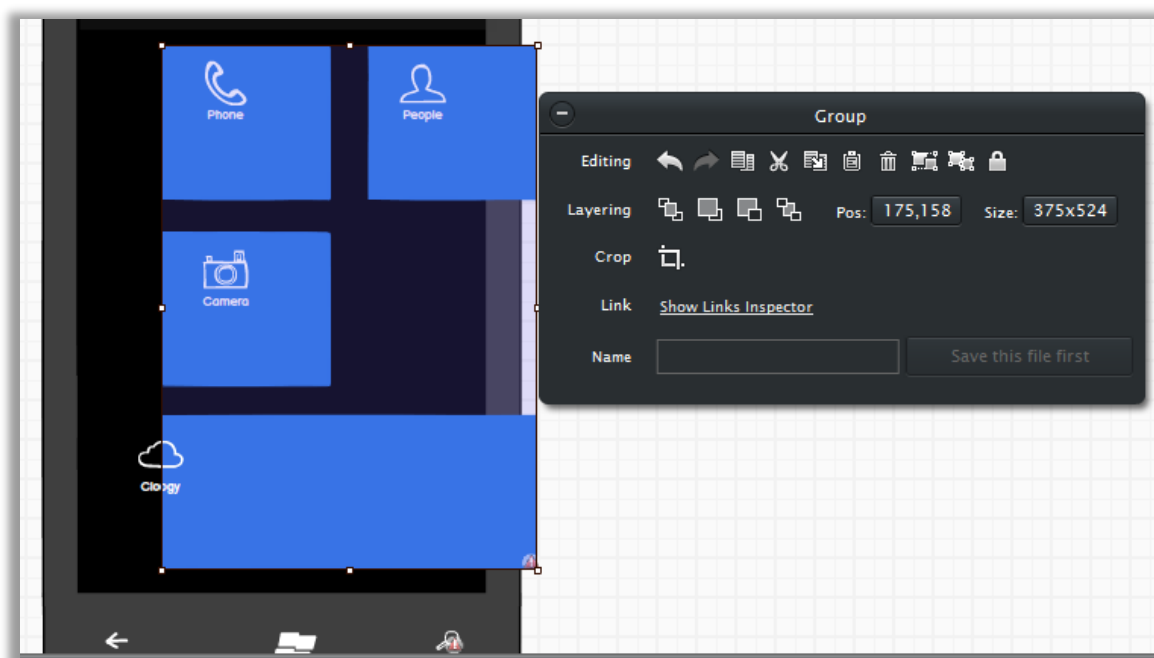 Phone
People
Camera
Cloogy
Group
Editing
Layering
Pos: 175,158
Size: 375x524
Crop
Link
Show Links Inspector
Name
Save this file first